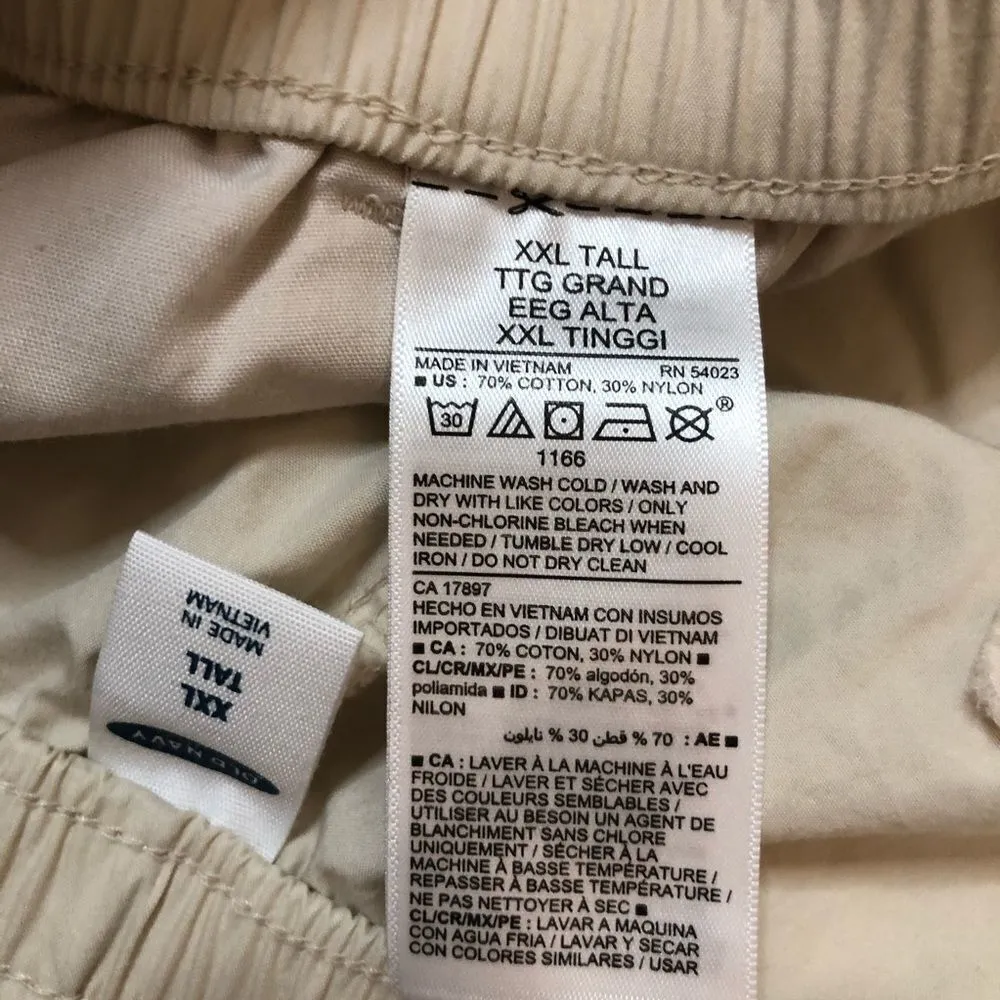 XXL TALL
TTG GRAND
EEG ALTA
XXL TINGGI
MADE IN VIETNAM RN 54023
■ US : 70% COTTON, 30% NYLON
30 ®
1166
MACHINE WASH COLD / WASH AND
DRY WITH LIKE COLORS / ONLY
NON-CHLORINE BLEACH WHEN
NEEDED / TUMBLE DRY LOW / COOL
IRON / DO NOT DRY CLEAN
CA 17897
HECHO EN VIETNAM CON INSUMOS
IMPORTADOS / DIBUAT DI VIETNAM
■ CA : 70% COTON, 30% NYLON ■
CL/CR/MX/PE : 70% algodón, 30%
poliamida ■ ID : 70% KAPAS, 30%
NILON
■ AE : 70 % قطن 30 % نايلون
■ CA : LAVER À LA MACHINE À L'EAU
FROIDE / LAVER ET SÉCHER AVEC
DES COULEURS SEMBLABLES /
UTILISER AU BESOIN UN AGENT DE
BLANCHIMENT SANS CHLORE
UNIQUEMENT / SÉCHER À LA
MACHINE À BASSE TEMPÉRATURE /
REPASSER À BASSE TEMPÉRATURE /
NE PAS NETTOYER À SEC ■
CL/CR/MX/PE : LAVAR A MAQUINA
CON AGUA FRIA / LAVAR Y SECAR
CON COLORES SIMILARES / USAR
OLD NAVY
XXL
TALL
MADE IN
VIETNAM